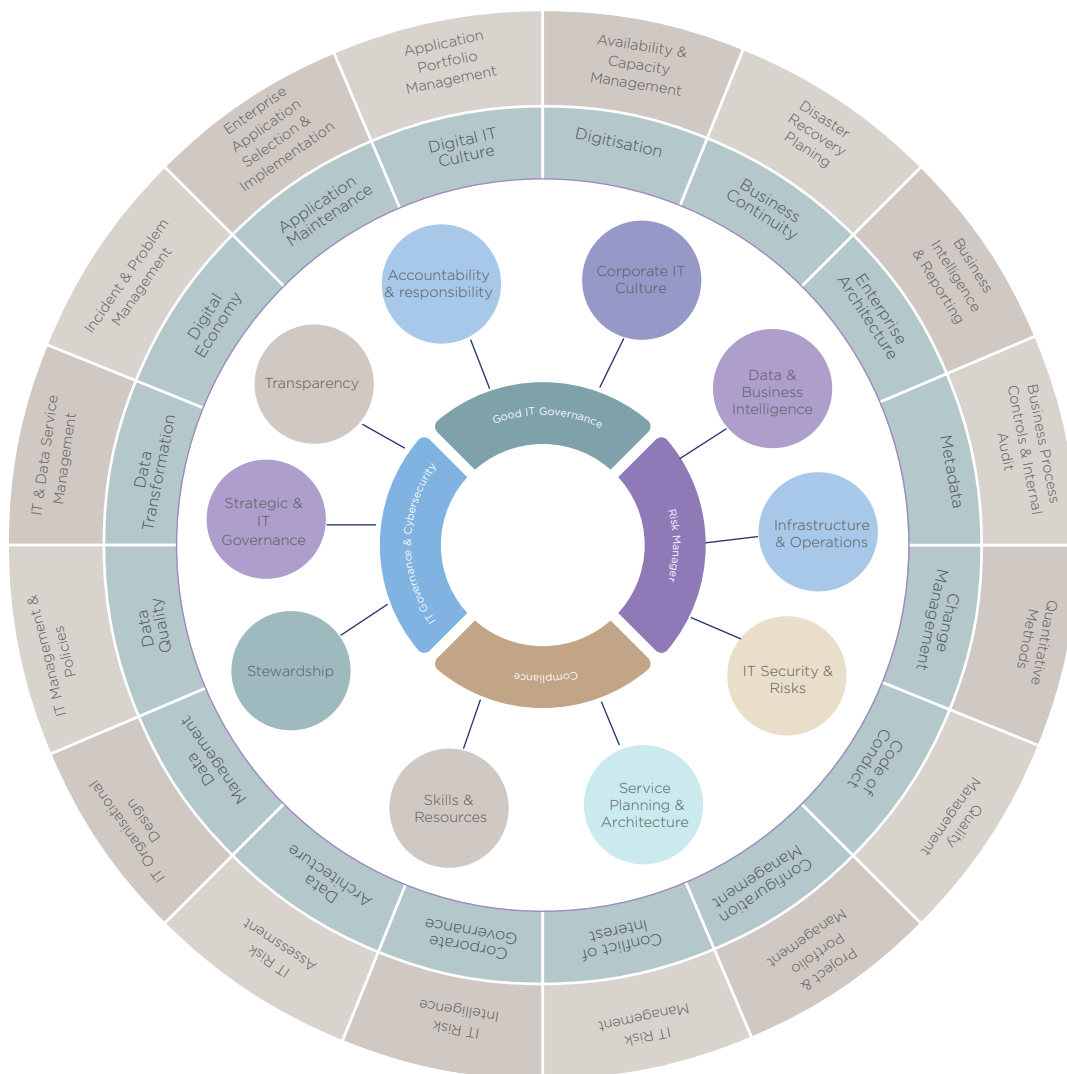 Availability &
Capacity
Management
Disaster
Recovery
Planing
Business
Intelligence
& Reporting
Business Process
Controls & Internal
Audit
Quantitative
Methods
Quality
Management
Project &
Portfolio
Management
IT Risk
Management
IT Risk
Intelligence
IT Risk
Assessment
IT Organisational
Design
IT Management &
Policies
IT & Data Service
Management
Incident & Problem
Management
Enterprise
Application
Selection &
Implementation
Application
Portfolio
Management
Digitisation
Business
Continuity
Enterprise
Architecture
Metadata
Change
Management
Code of
Conduct
Configuration
Management
Conflict of
Interest
Corporate
Governance
Data
Architecture
Data
Management
Data
Quality
Data
Transformation
Digital
Economy
Application
Maintenance
Digital IT
Culture
Corporate IT
Culture
Data &
Business
Intelligence
Infrastructure
& Operations
IT Security &
Risks
Service
Planning &
Architecture
Skills &
Resources
Stewardship
Strategic &
IT
Governance
Transparency
Accountability
& responsibility
Good IT Governance
Risk Manager
Compliance
IT Governance & Cybersecurity